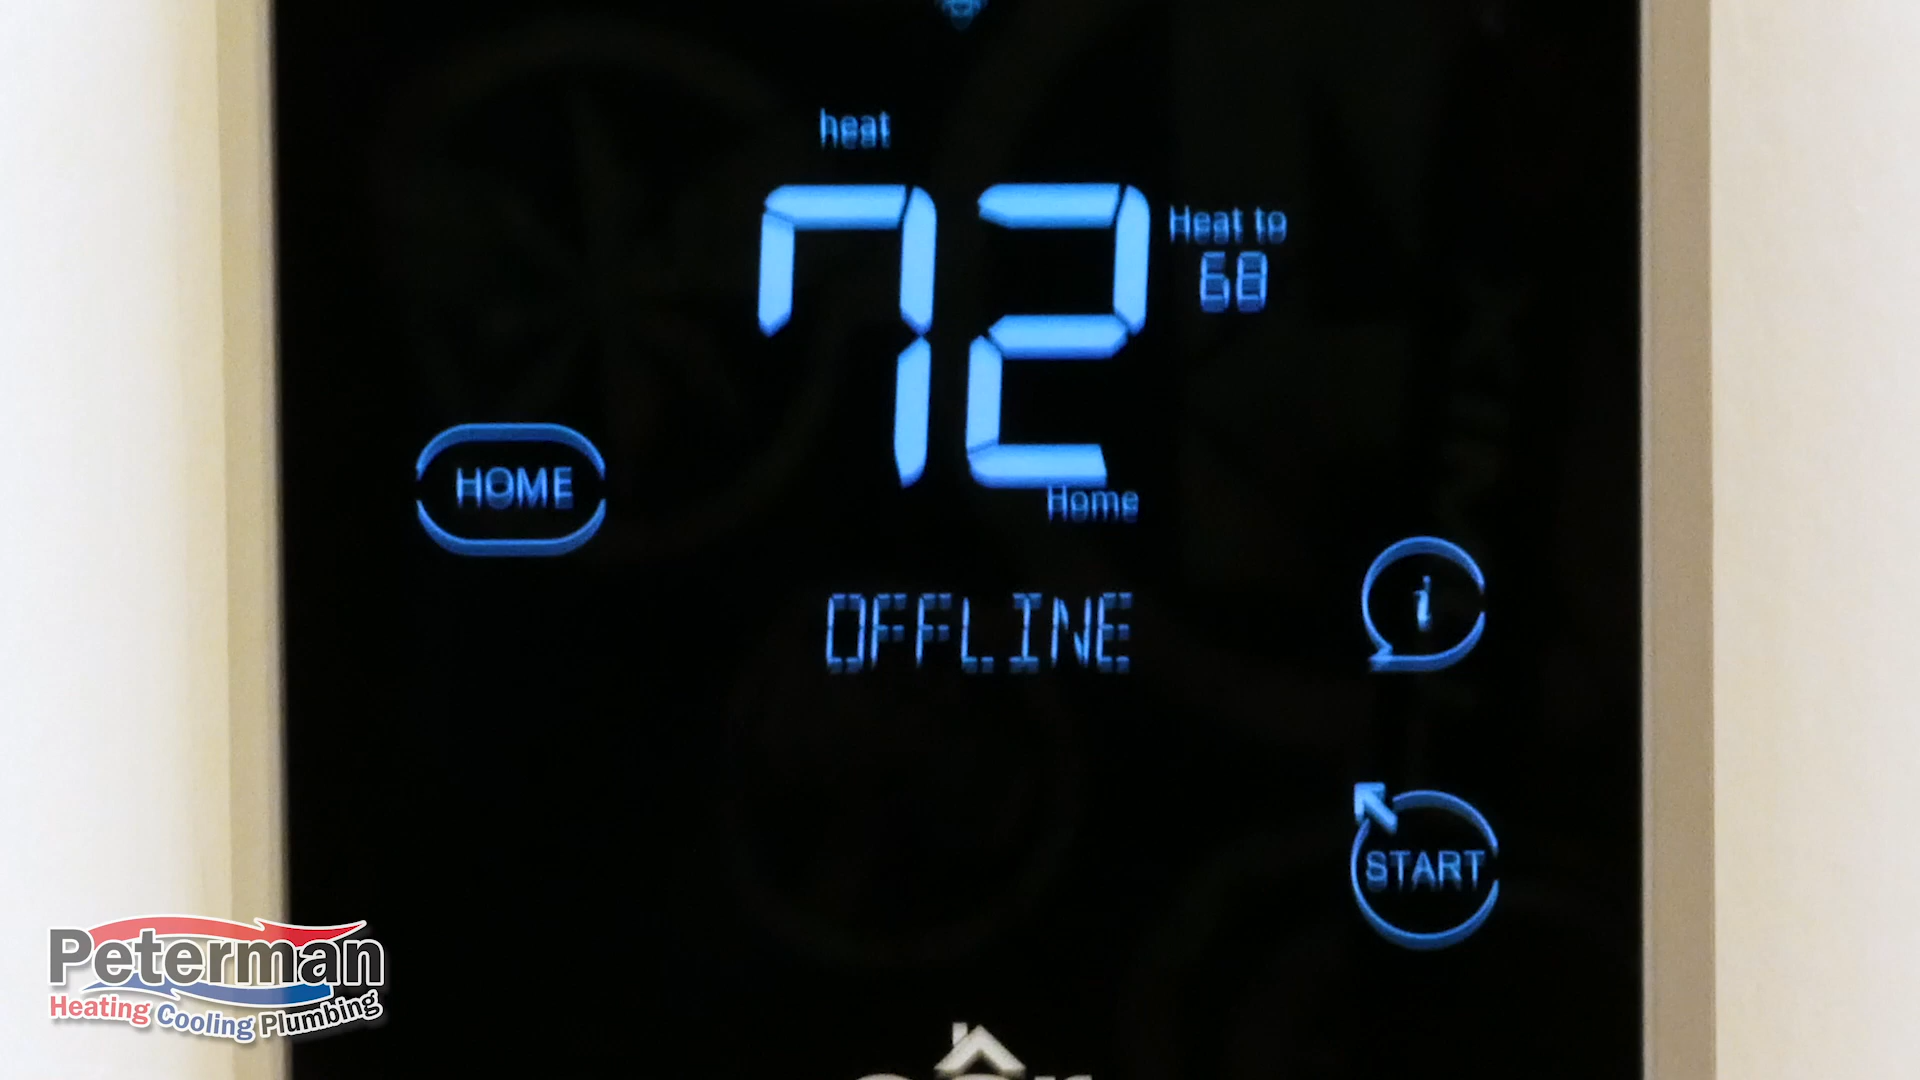 heat
72
Heat to
68
HOME
Home
OFFLINE
i
START
Peterman
Heating Cooling Plumbing